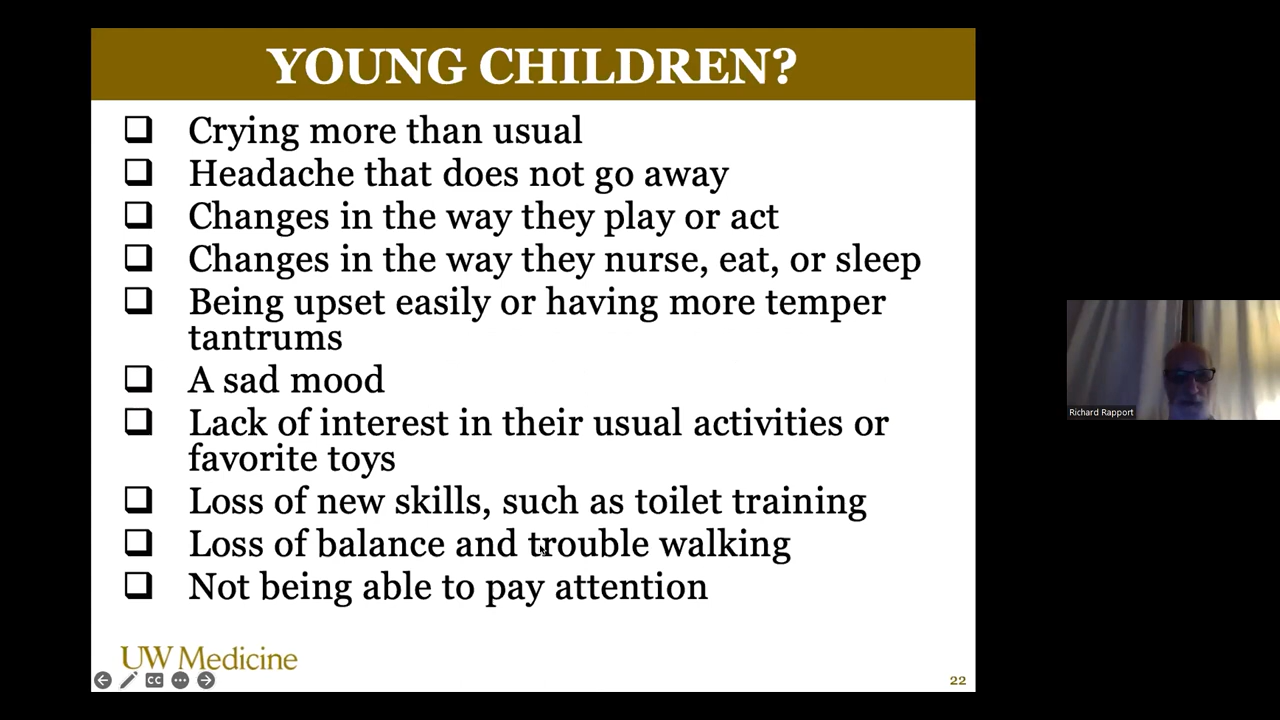 YOUNG CHILDREN?
❑ Crying more than usual
❑ Headache that does not go away
❑ Changes in the way they play or act
❑ Changes in the way they nurse, eat, or sleep
❑ Being upset easily or having more temper
tantrums
❑ A sad mood
❑ Lack of interest in their usual activities or
favorite toys
❑ Loss of new skills, such as toilet training
❑ Loss of balance and trouble walking
❑ Not being able to pay attention
UW Medicine
CC
22
Richard Rapport